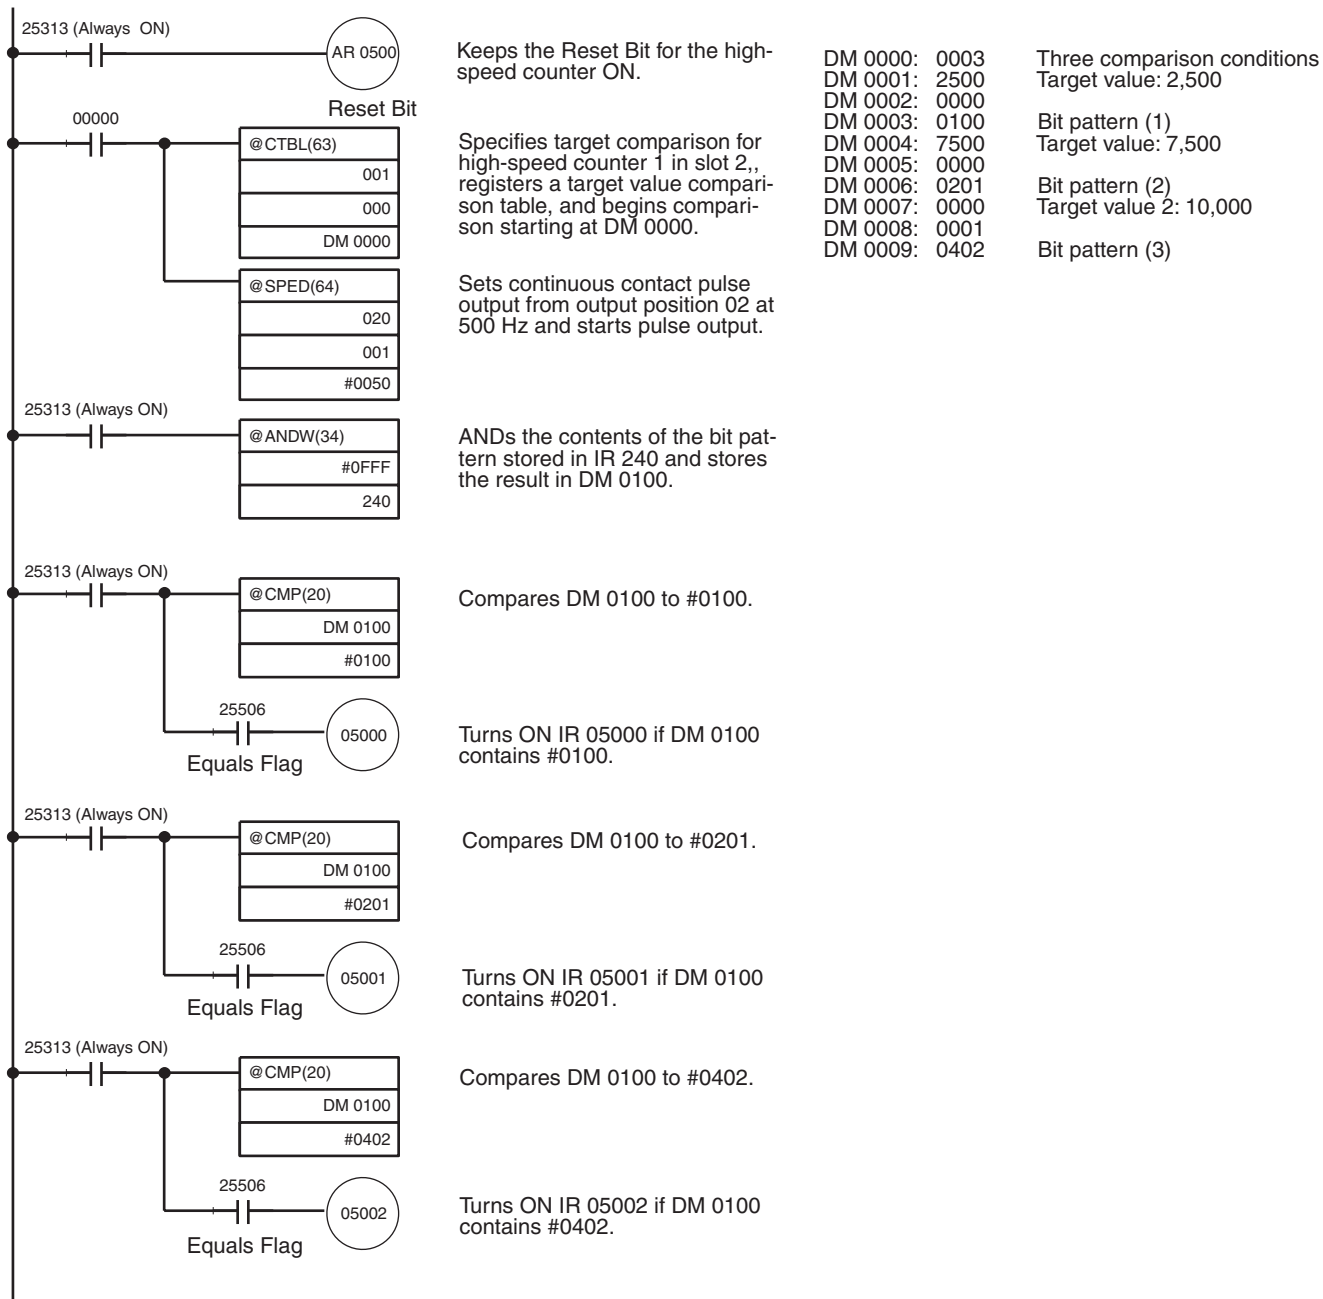 25313 (Always  ON)
AR 0500
Reset Bit
Keeps the Reset Bit for the high-
speed counter ON.
00000
@CTBL(63)
001
000
DM 0000
Specifies target comparison for
high-speed counter 1 in slot 2,,
registers a target value compari-
son table, and begins compari-
son starting at DM 0000.
@SPED(64)
020
001
#0050
Sets continuous contact pulse
output from output position 02 at
500 Hz and starts pulse output.
DM 0000: 0003 Three comparison conditions
DM 0001: 2500 Target value: 2,500
DM 0002: 0000
DM 0003: 0100 Bit pattern (1)
DM 0004: 7500 Target value: 7,500
DM 0005: 0000
DM 0006: 0201 Bit pattern (2)
DM 0007: 0000 Target value 2: 10,000
DM 0008: 0001
DM 0009: 0402 Bit pattern (3)
25313 (Always ON)
@ANDW(34)
#0FFF
240
ANDs the contents of the bit pat-
tern stored in IR 240 and stores
the result in DM 0100.
25313 (Always ON)
@CMP(20)
DM 0100
#0100
Compares DM 0100 to #0100.
25506
Equals Flag
05000
Turns ON IR 05000 if DM 0100
contains #0100.
25313 (Always ON)
@CMP(20)
DM 0100
#0201
Compares DM 0100 to #0201.
25506
Equals Flag
05001
Turns ON IR 05001 if DM 0100
contains #0201.
25313 (Always ON)
@CMP(20)
DM 0100
#0402
Compares DM 0100 to #0402.
25506
Equals Flag
05002
Turns ON IR 05002 if DM 0100
contains #0402.